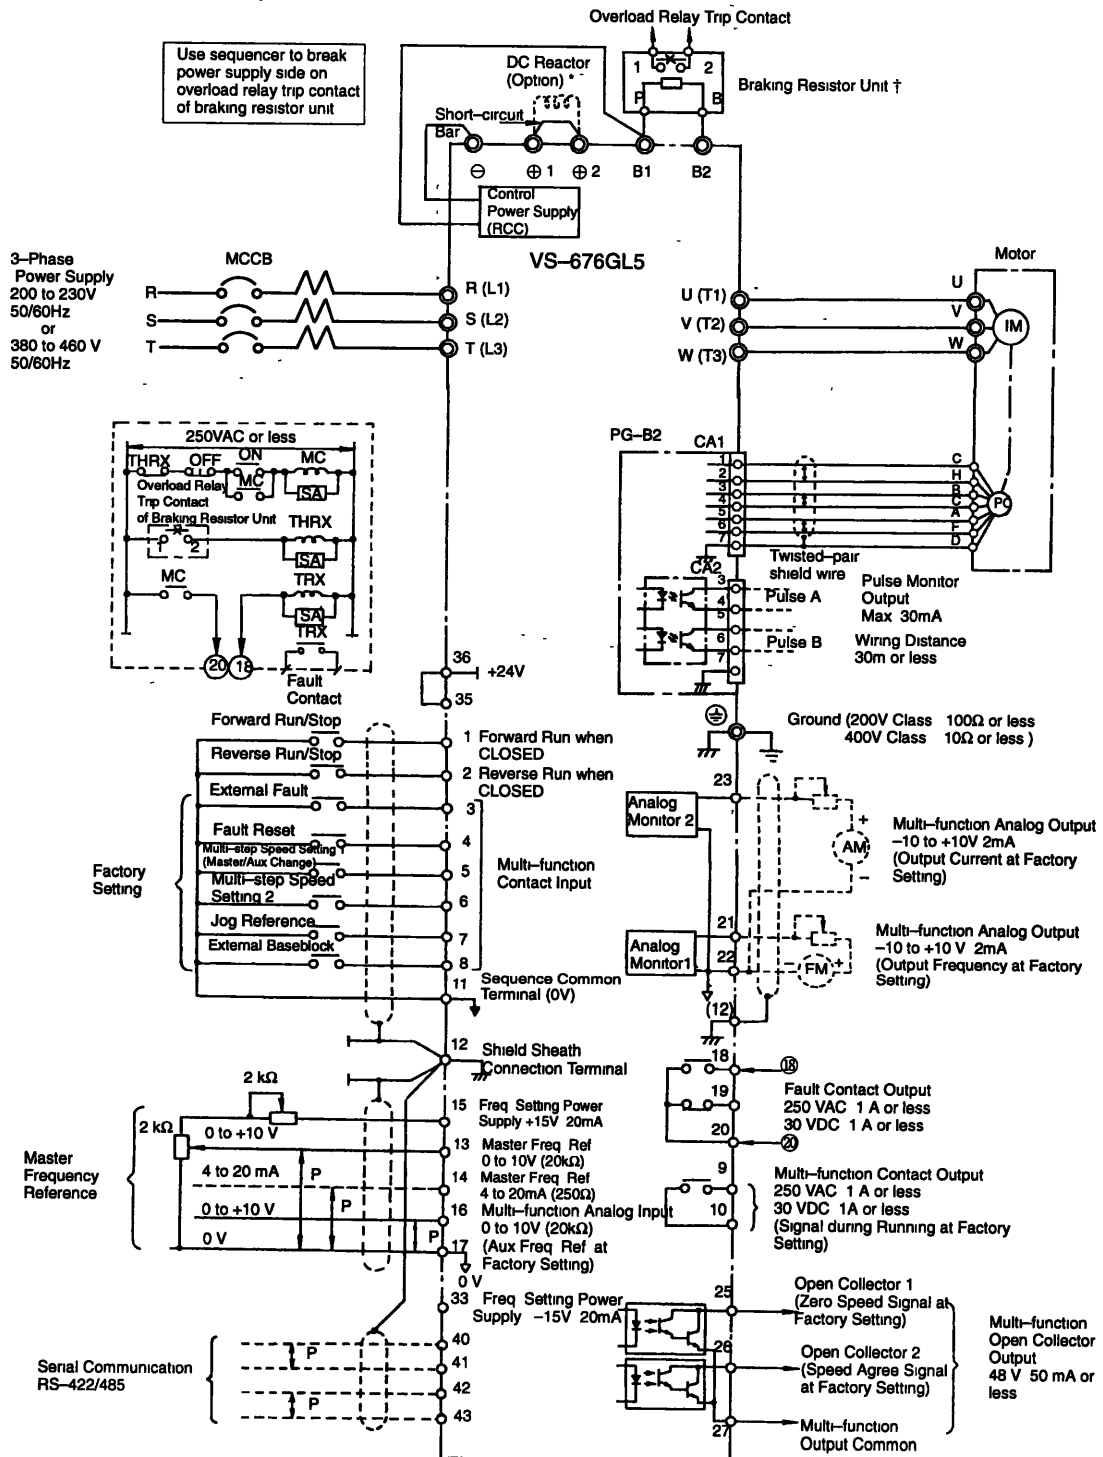 Overload Relay Trip Contact
Use sequencer to break
power supply side on
overload relay trip contact
of braking resistor unit
DC Reactor
(Option) *
1 2
P B
Braking Resistor Unit †
Short-circuit
Bar
⊖ ⊕ 1 ⊕ 2 B1 B2
Control
Power Supply
(RCC)
VS-676GL5
3-Phase
Power Supply
200 to 230V
50/60Hz
or
380 to 460 V
50/60Hz
MCCB
R
S
T
R (L1)
S (L2)
T (L3)
U (T1)
V (T2)
W (T3)
Motor
U
V
W
IM
250VAC or less
THRX OFF ON MC
MC SA
Overload Relay
Trip Contact
of Braking Resistor Unit
THRX
1 2
SA
MC
TRX
SA
TRX
20 18
Fault
Contact
PG-B2
CA1
1
2
3
4
5
6
7
C
H
B
C
A
F
D
PG
Twisted-pair
shield wire
CA2
3
4
5
6
7
Pulse A
Pulse B
Pulse Monitor
Output
Max 30mA
Wiring Distance
30m or less
36
+24V
35
Ground (200V Class 100Ω or less
400V Class 10Ω or less )
Forward Run/Stop
1 Forward Run when
CLOSED
Reverse Run/Stop
2 Reverse Run when
CLOSED
External Fault
3
Fault Reset
4
Multi-step Speed Setting 1
(Master/Aux Change)
5
Multi-step Speed
Setting 2
6
Jog Reference
7
External Baseblock
8
Factory
Setting
Multi-function
Contact Input
11 Sequence Common
Terminal (0V)
12 Shield Sheath
Connection Terminal
23
Analog
Monitor 2
+
AM
-
Multi-function Analog Output
-10 to +10V 2mA
(Output Current at Factory
Setting)
21
Analog
Monitor1
22
- FM +
Multi-function Analog Output
-10 to +10 V 2mA
(Output Frequency at Factory
Setting)
(12)
18
⑱
19
20
⑳
Fault Contact Output
250 VAC 1 A or less
30 VDC 1 A or less
9
10
Multi-function Contact Output
250 VAC 1 A or less
30 VDC 1A or less
(Signal during Running at Factory
Setting)
2 kΩ
2 kΩ
0 to +10 V
4 to 20 mA
0 to +10 V
0 V
P
P
P
Master
Frequency
Reference
15 Freq Setting Power
Supply +15V 20mA
13 Master Freq Ref
0 to 10V (20kΩ)
14 Master Freq Ref
4 to 20mA (250Ω)
16 Multi-function Analog Input
0 to 10V (20kΩ)
17 (Aux Freq Ref at
Factory Setting)
0 V
33 Freq Setting Power
Supply -15V 20mA
Serial Communication
RS-422/485
P
P
40
41
42
43
25
26
27
Open Collector 1
(Zero Speed Signal at
Factory Setting)
Open Collector 2
(Speed Agree Signal
at Factory Setting)
Multi-function
Output Common
Multi-function
Open Collector
Output
48 V 50 mA or
less